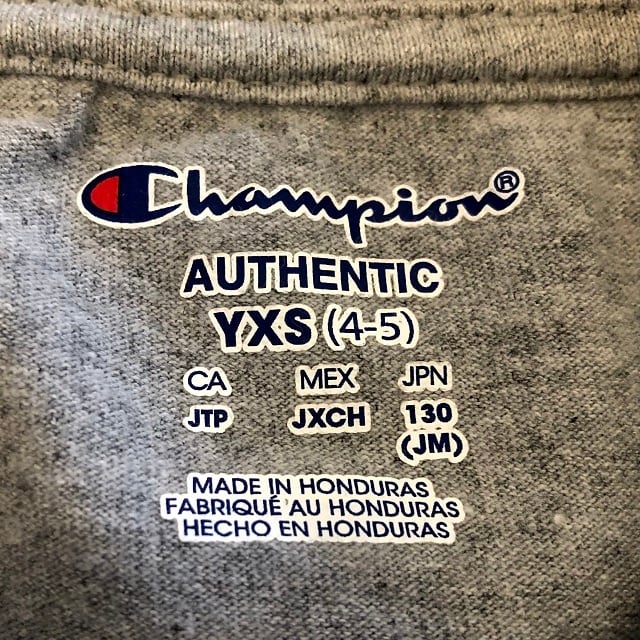 Champion®
AUTHENTIC
YXS (4-5)
CA MEX JPN
JTP JXCH 130
(JM)
MADE IN HONDURAS
FABRIQUÉ AU HONDURAS
HECHO EN HONDURAS